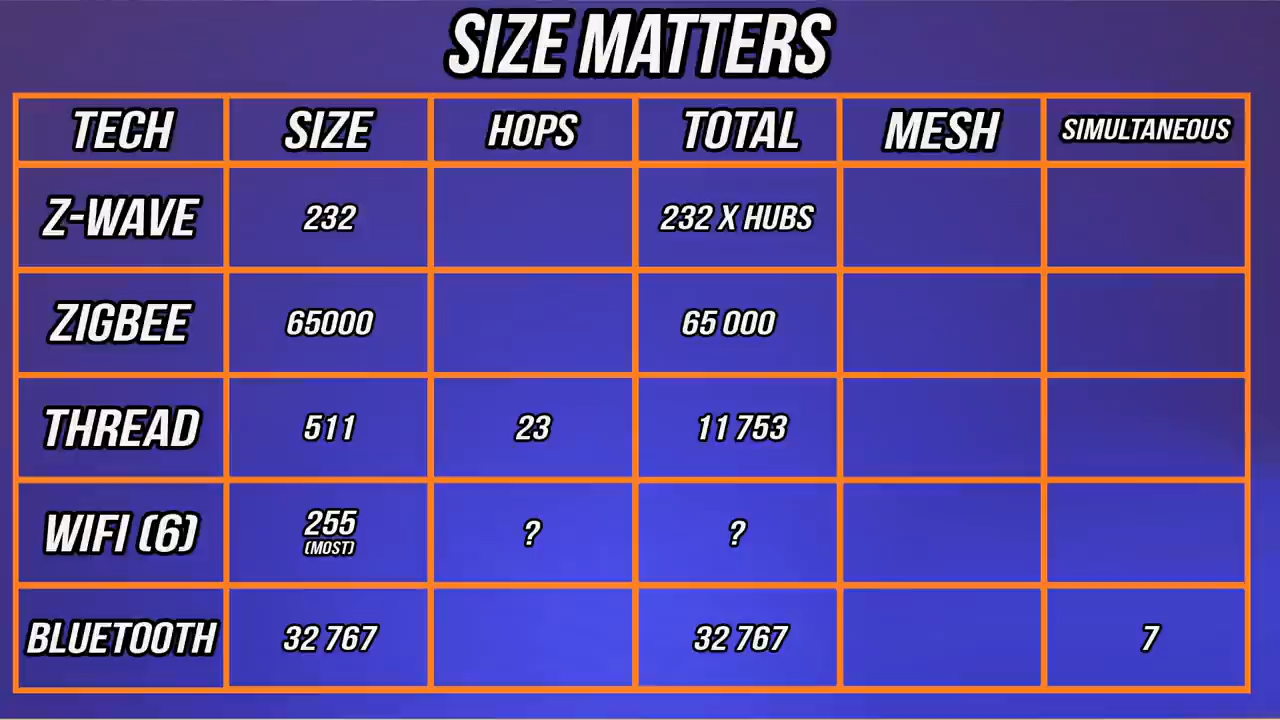 SIZE MATTERS
TECH SIZE HOPS TOTAL MESH SIMULTANEOUS
Z-WAVE 232 232 X HUBS
ZIGBEE 65000 65 000
THREAD 511 23 11 753
WIFI (6) 255 (MOST) ? ?
BLUETOOTH 32 767 32 767 7